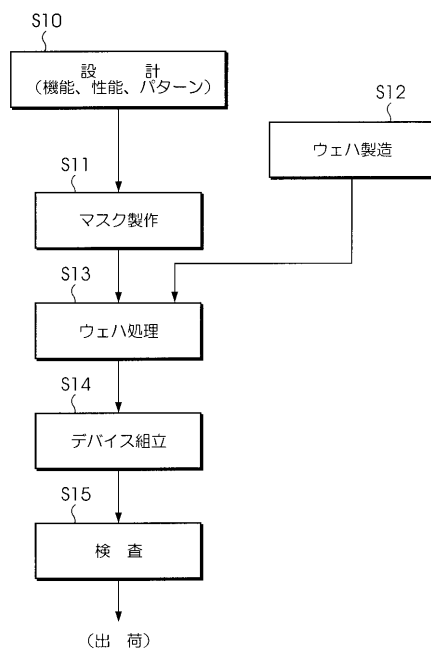 S10
設　　計
（機能、性能、パターン）
S12
ウェハ製造
S11
マスク製作
S13
ウェハ処理
S14
デバイス組立
S15
検　査
（出　荷）